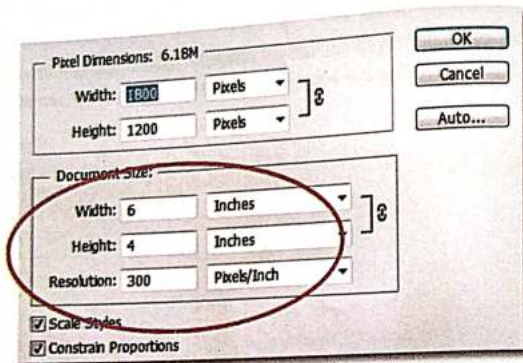 Pixel Dimensions: 6.18M
OK
Width: 1800 Pixels
Cancel
Height: 1200 Pixels
Auto...
Document Size:
Width: 6 Inches
Height: 4 Inches
Resolution: 300 Pixels/Inch
Scale Styles
Constrain Proportions